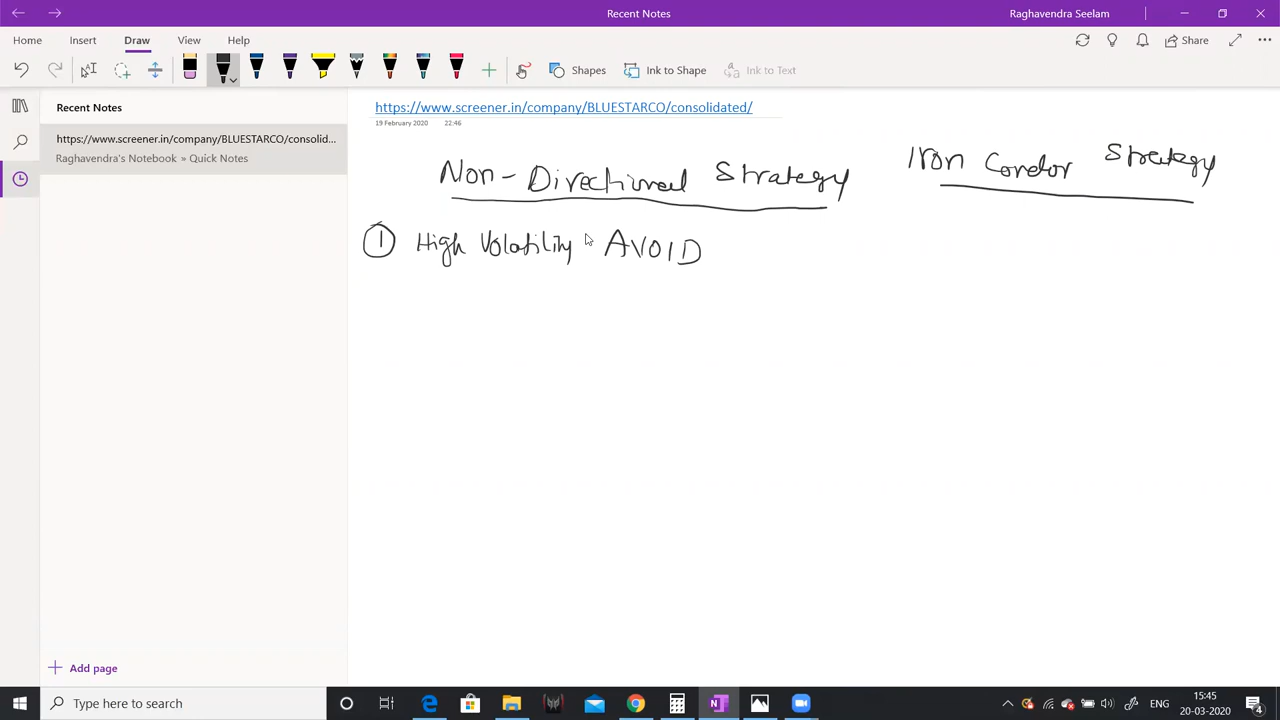 Recent Notes
Raghavendra Seelam
Home Insert Draw View Help
Share
Shapes
Ink to Shape
Ink to Text
Recent Notes
https://www.screener.in/company/BLUESTARCO/consolid...
Raghavendra's Notebook » Quick Notes
https://www.screener.in/company/BLUESTARCO/consolidated/
19 February 2020 22:46
Non-Directional Strategy
Iron Condor Strategy
① High Volatility AVOID
Add page
Type here to search
ENG
15:45
20-03-2020
4